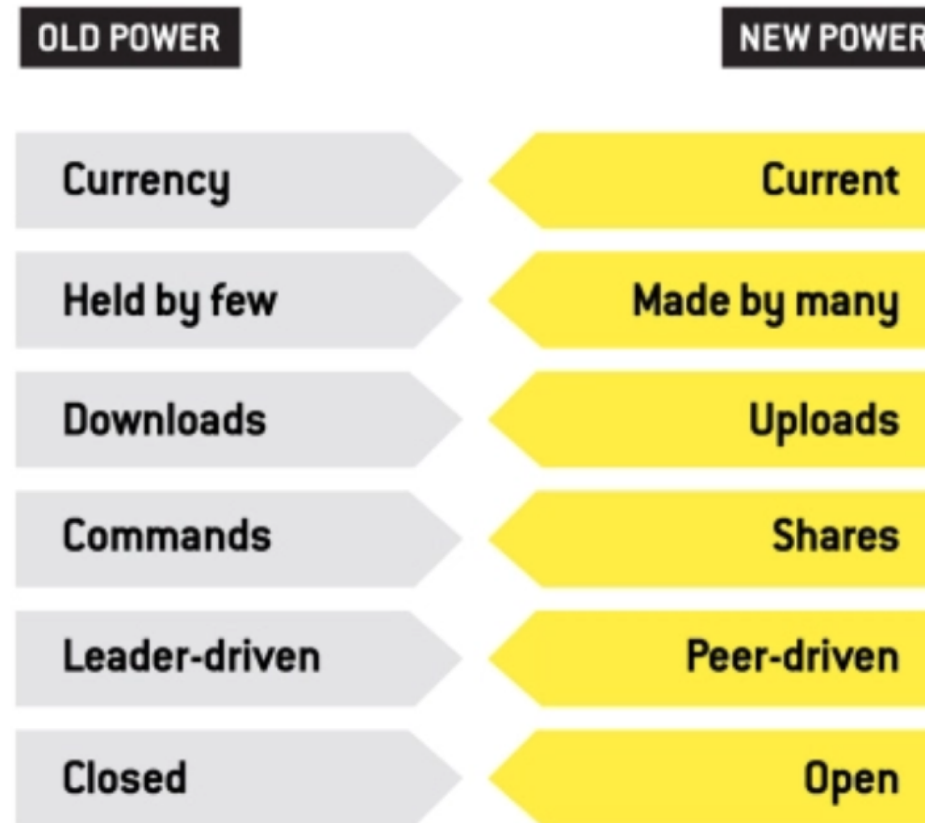 OLD POWER
NEW POWER
Currency
Current
Held by few
Made by many
Downloads
Uploads
Commands
Shares
Leader-driven
Peer-driven
Closed
Open